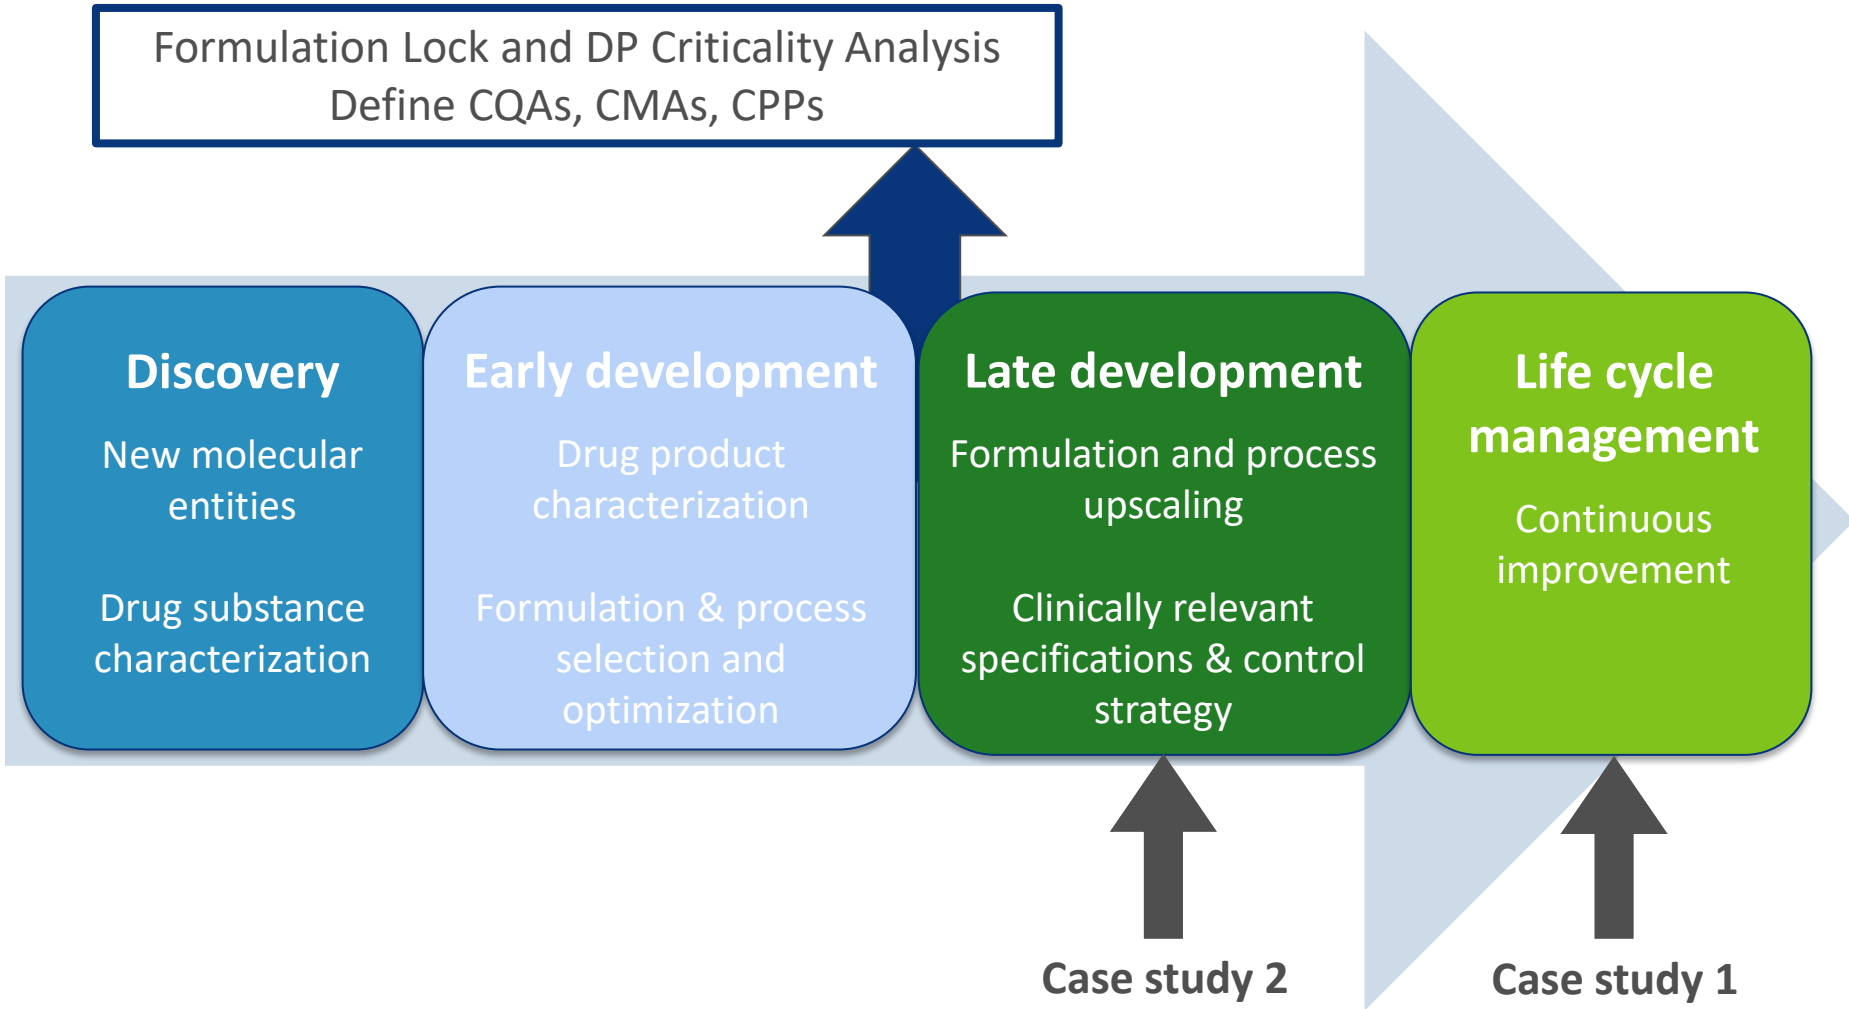 Formulation Lock and DP Criticality Analysis
Define CQAs, CMAs, CPPs
Discovery
New molecular
entities
Drug substance
characterization
Early development
Drug product
characterization
Formulation & process
selection and
optimization
Late development
Formulation and process
upscaling
Clinically relevant
specifications & control
strategy
Life cycle
management
Continuous
improvement
Case study 2
Case study 1